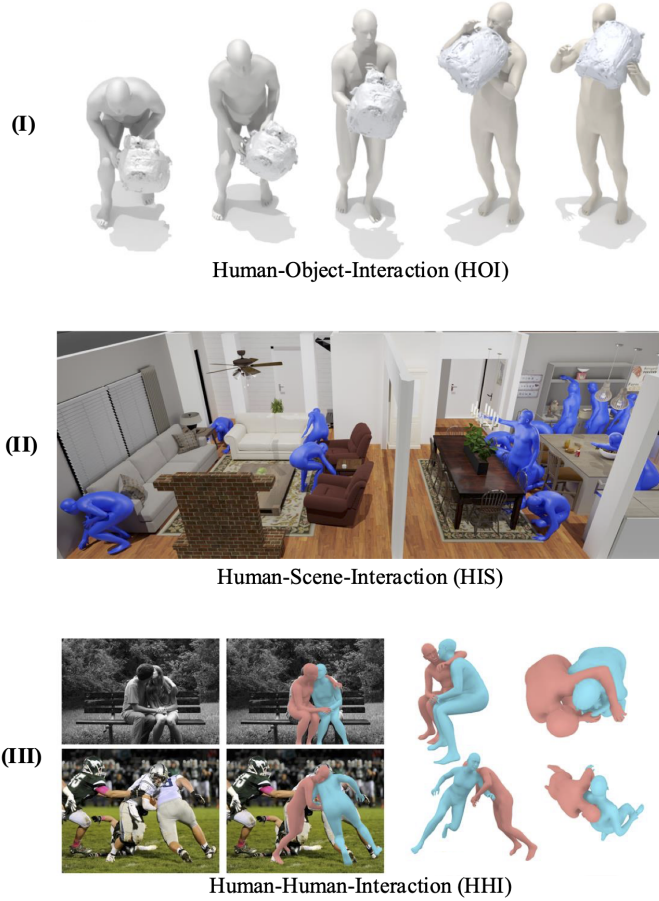 (I)
Human-Object-Interaction (HOI)
(II)
Human-Scene-Interaction (HIS)
(III)
Human-Human-Interaction (HHI)